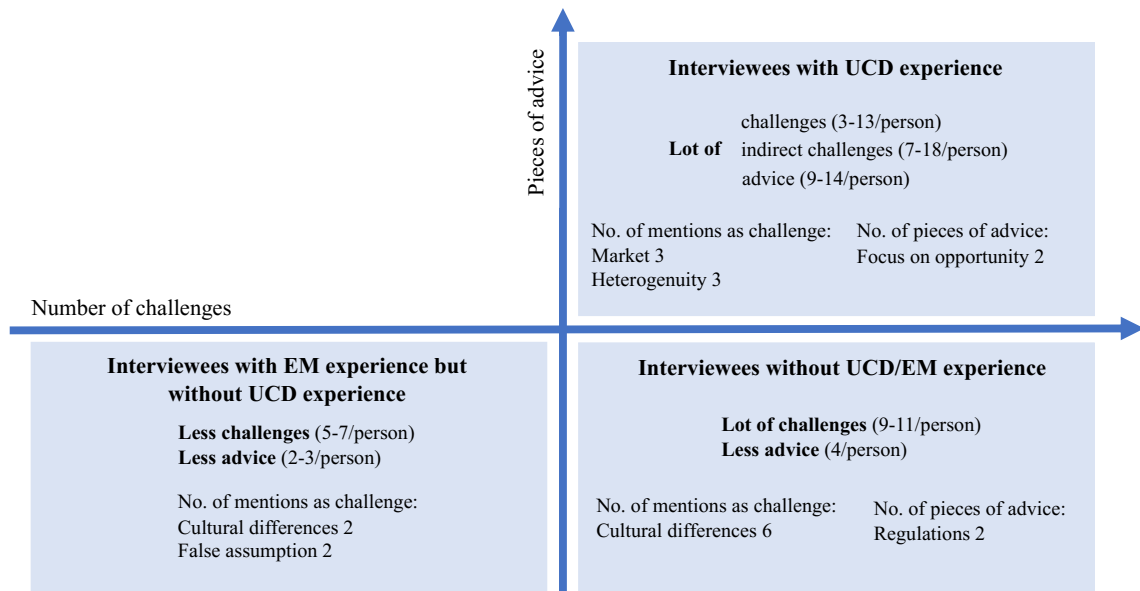 Pieces of advice
Interviewees with UCD experience
challenges (3-13/person)
Lot of indirect challenges (7-18/person)
advice (9-14/person)
No. of mentions as challenge:
Market 3
Heterogenuity 3
No. of pieces of advice:
Focus on opportunity 2
Number of challenges
Interviewees with EM experience but
without UCD experience
Less challenges (5-7/person)
Less advice (2-3/person)
No. of mentions as challenge:
Cultural differences 2
False assumption 2
Interviewees without UCD/EM experience
Lot of challenges (9-11/person)
Less advice (4/person)
No. of mentions as challenge:
Cultural differences 6
No. of pieces of advice:
Regulations 2